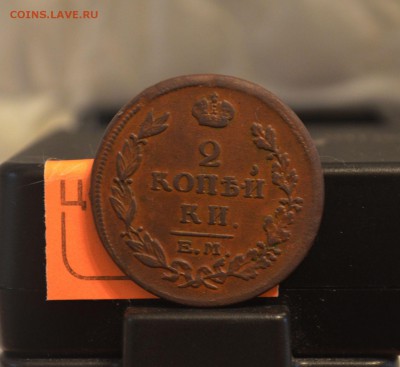 COINS.LAVE.RU
2
КОПѢЙ
КИ.
Е.М.
Ц